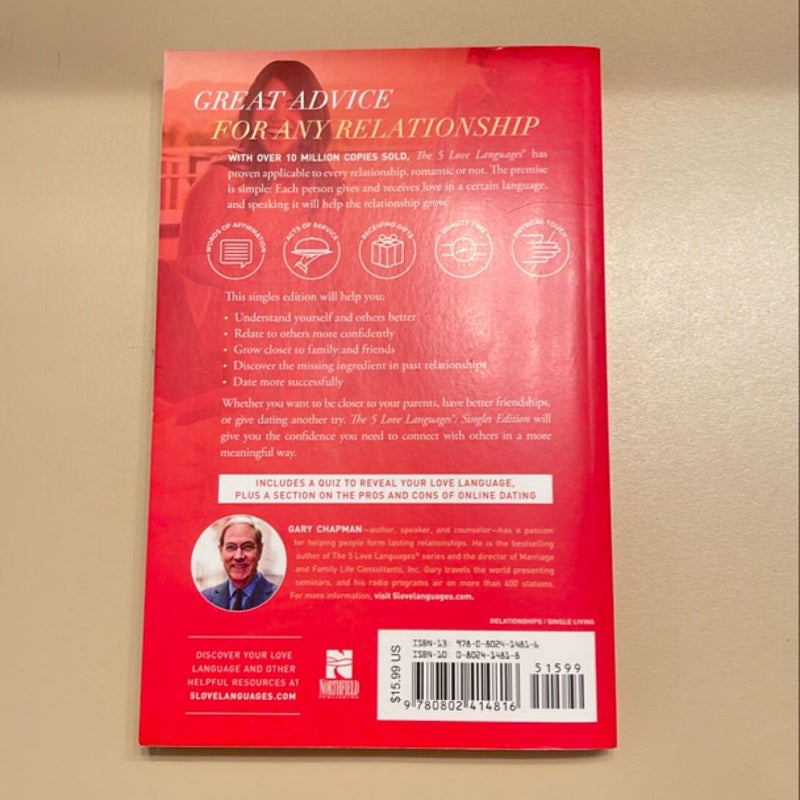 GREAT ADVICE
FOR ANY RELATIONSHIP
WITH OVER 10 MILLION COPIES SOLD, The 5 Love Languages® has
proven applicable to every relationship, romantic or not. The premise
is simple: Each person gives and receives love in a certain language,
and speaking it will help the relationship grow.
WORDS OF AFFIRMATION
ACTS OF SERVICE
RECEIVING GIFTS
QUALITY TIME
PHYSICAL TOUCH
This singles edition will help you:
• Understand yourself and others better
• Relate to others more confidently
• Grow closer to family and friends
• Discover the missing ingredient in past relationships
• Date more successfully
Whether you want to be closer to your parents, have better friendships,
or give dating another try, The 5 Love Languages®: Singles Edition will
give you the confidence you need to connect with others in a more
meaningful way.
INCLUDES A QUIZ TO REVEAL YOUR LOVE LANGUAGE,
PLUS A SECTION ON THE PROS AND CONS OF ONLINE DATING
GARY CHAPMAN—author, speaker, and counselor—has a passion
for helping people form lasting relationships. He is the bestselling
author of The 5 Love Languages® series and the director of Marriage
and Family Life Consultants, Inc. Gary travels the world presenting
seminars, and his radio programs air on more than 400 stations.
For more information, visit 5lovelanguages.com.
RELATIONSHIPS / SINGLE LIVING
DISCOVER YOUR LOVE
LANGUAGE AND OTHER
HELPFUL RESOURCES AT
5LOVELANGUAGES.COM
NORTHFIELD
PUBLISHING
$15.99 US
ISBN-13: 978-0-8024-1481-6
ISBN-10: 0-8024-1481-8
51599
9 780802 414816